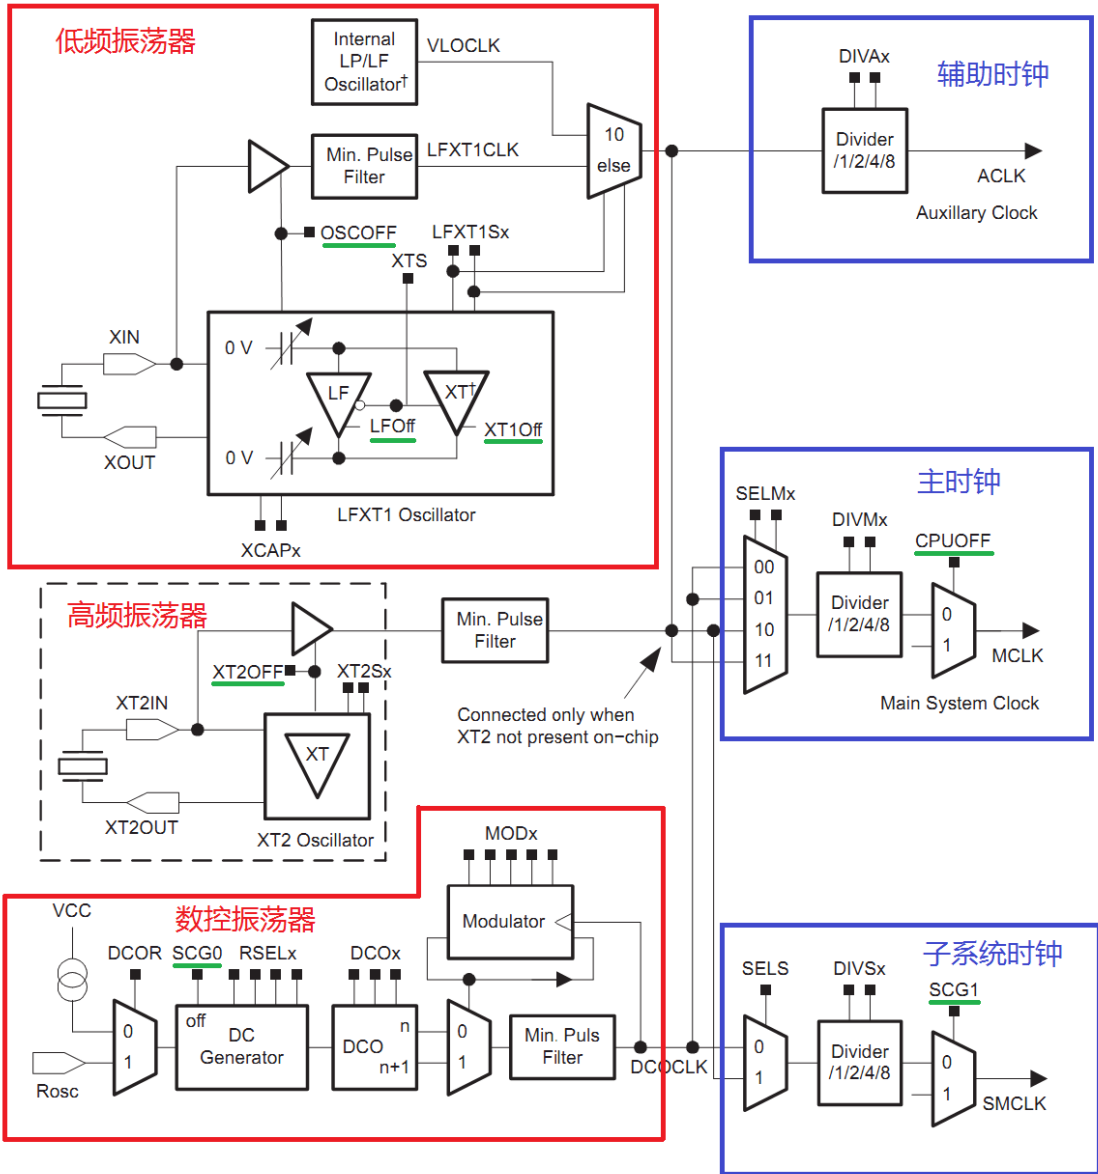 低频振荡器
Internal
LP/LF
Oscillator†
VLOCLK
10
else
Min. Pulse
Filter
LFXT1CLK
OSCOFF
LFXT1Sx
XTS
XIN
0 V
LF
XT†
LFOff
XT1Off
0 V
XOUT
LFXT1 Oscillator
XCAPx
辅助时钟
DIVAx
Divider
/1/2/4/8
ACLK
Auxillary Clock
高频振荡器
Min. Pulse
Filter
XT2OFF
XT2Sx
XT2IN
XT
XT2OUT
XT2 Oscillator
Connected only when
XT2 not present on−chip
主时钟
SELMx
DIVMx
CPUOFF
00
01
10
11
Divider
/1/2/4/8
0
1
MCLK
Main System Clock
数控振荡器
MODx
Modulator
VCC
DCOR
SCG0
RSELx
DCOx
off
DC
Generator
0
1
DCO
n
n+1
0
1
Min. Puls
Filter
DCOCLK
Rosc
子系统时钟
SELS
DIVSx
SCG1
0
1
Divider
/1/2/4/8
0
1
SMCLK